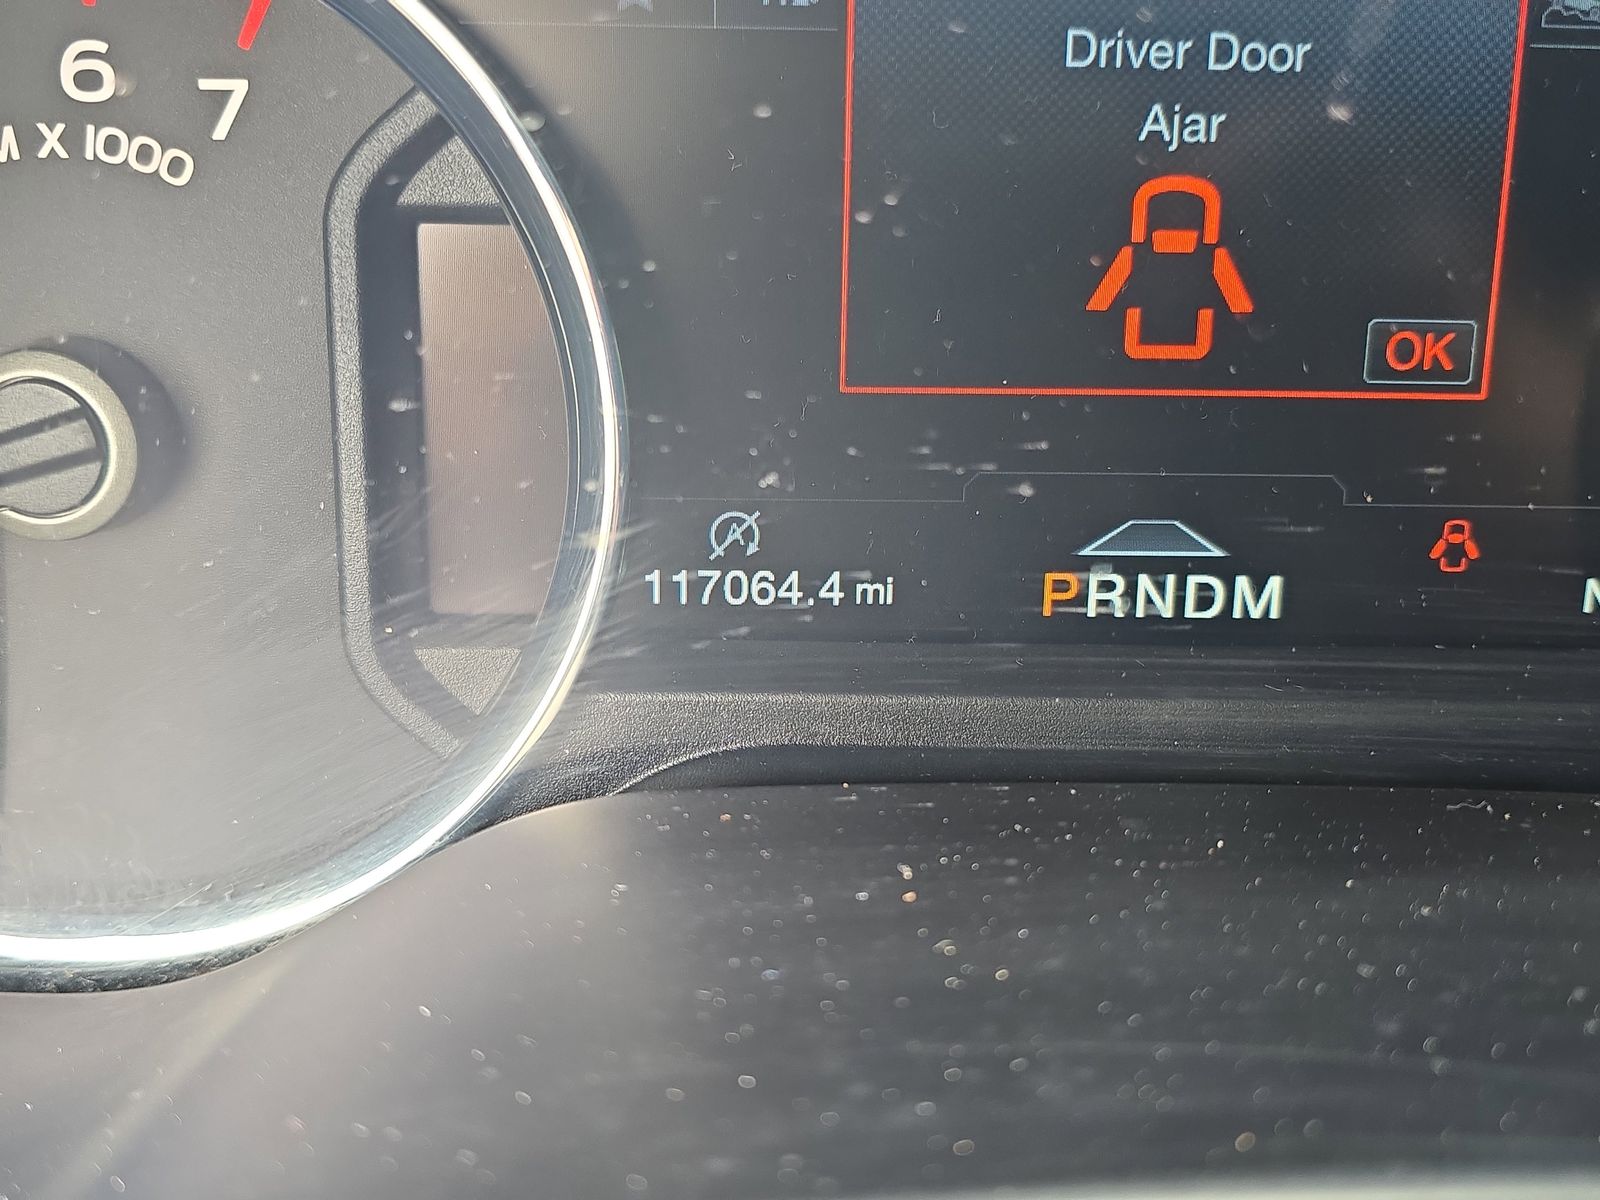 6
7
X 1000
Driver Door
Ajar
OK
117064.4 mi
PRNDM